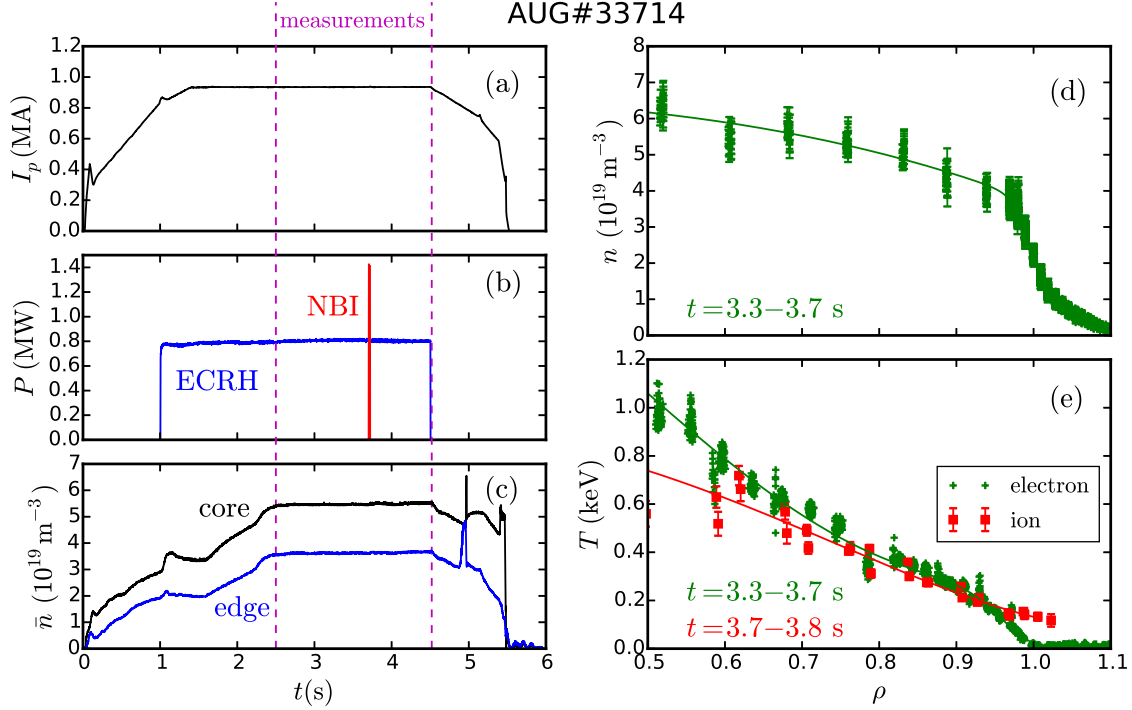 AUG#33714
measurements
(a)
I_p (MA)
1.2
1.0
0.8
0.6
0.4
0.2
0.0
(b)
P (MW)
1.4
1.2
1.0
0.8
0.6
0.4
0.2
0.0
NBI
ECRH
(c)
n̄ (10^19 m^−3)
7
6
5
4
3
2
1
0
core
edge
0 1 2 3 4 5 6
t(s)
(d)
n (10^19 m^−3)
8
7
6
5
4
3
2
1
0
t=3.3−3.7 s
(e)
T (keV)
1.2
1.0
0.8
0.6
0.4
0.2
0.0
electron
ion
t=3.3−3.7 s
t=3.7−3.8 s
0.5 0.6 0.7 0.8 0.9 1.0 1.1
ρ